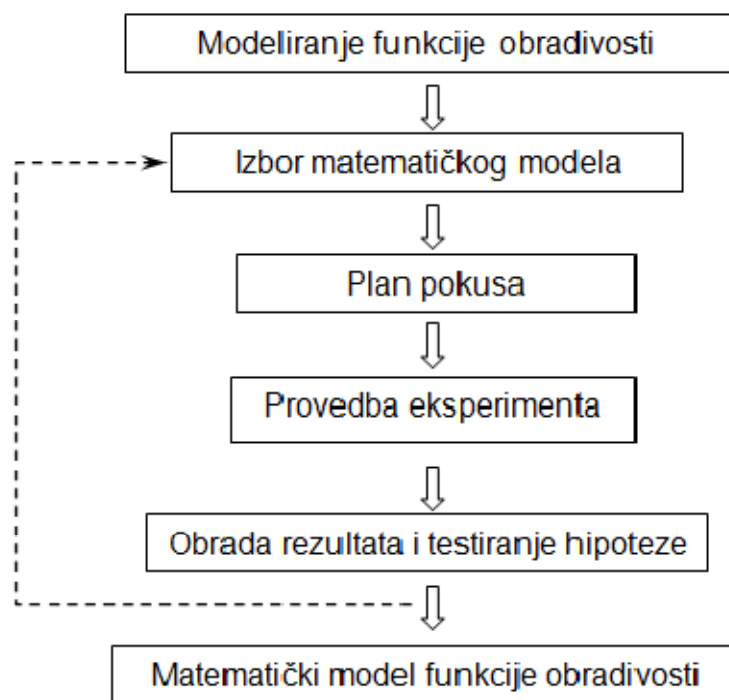 Modeliranje funkcije obradivosti
Izbor matematičkog modela
Plan pokusa
Provedba eksperimenta
Obrada rezultata i testiranje hipoteze
Matematički model funkcije obradivosti